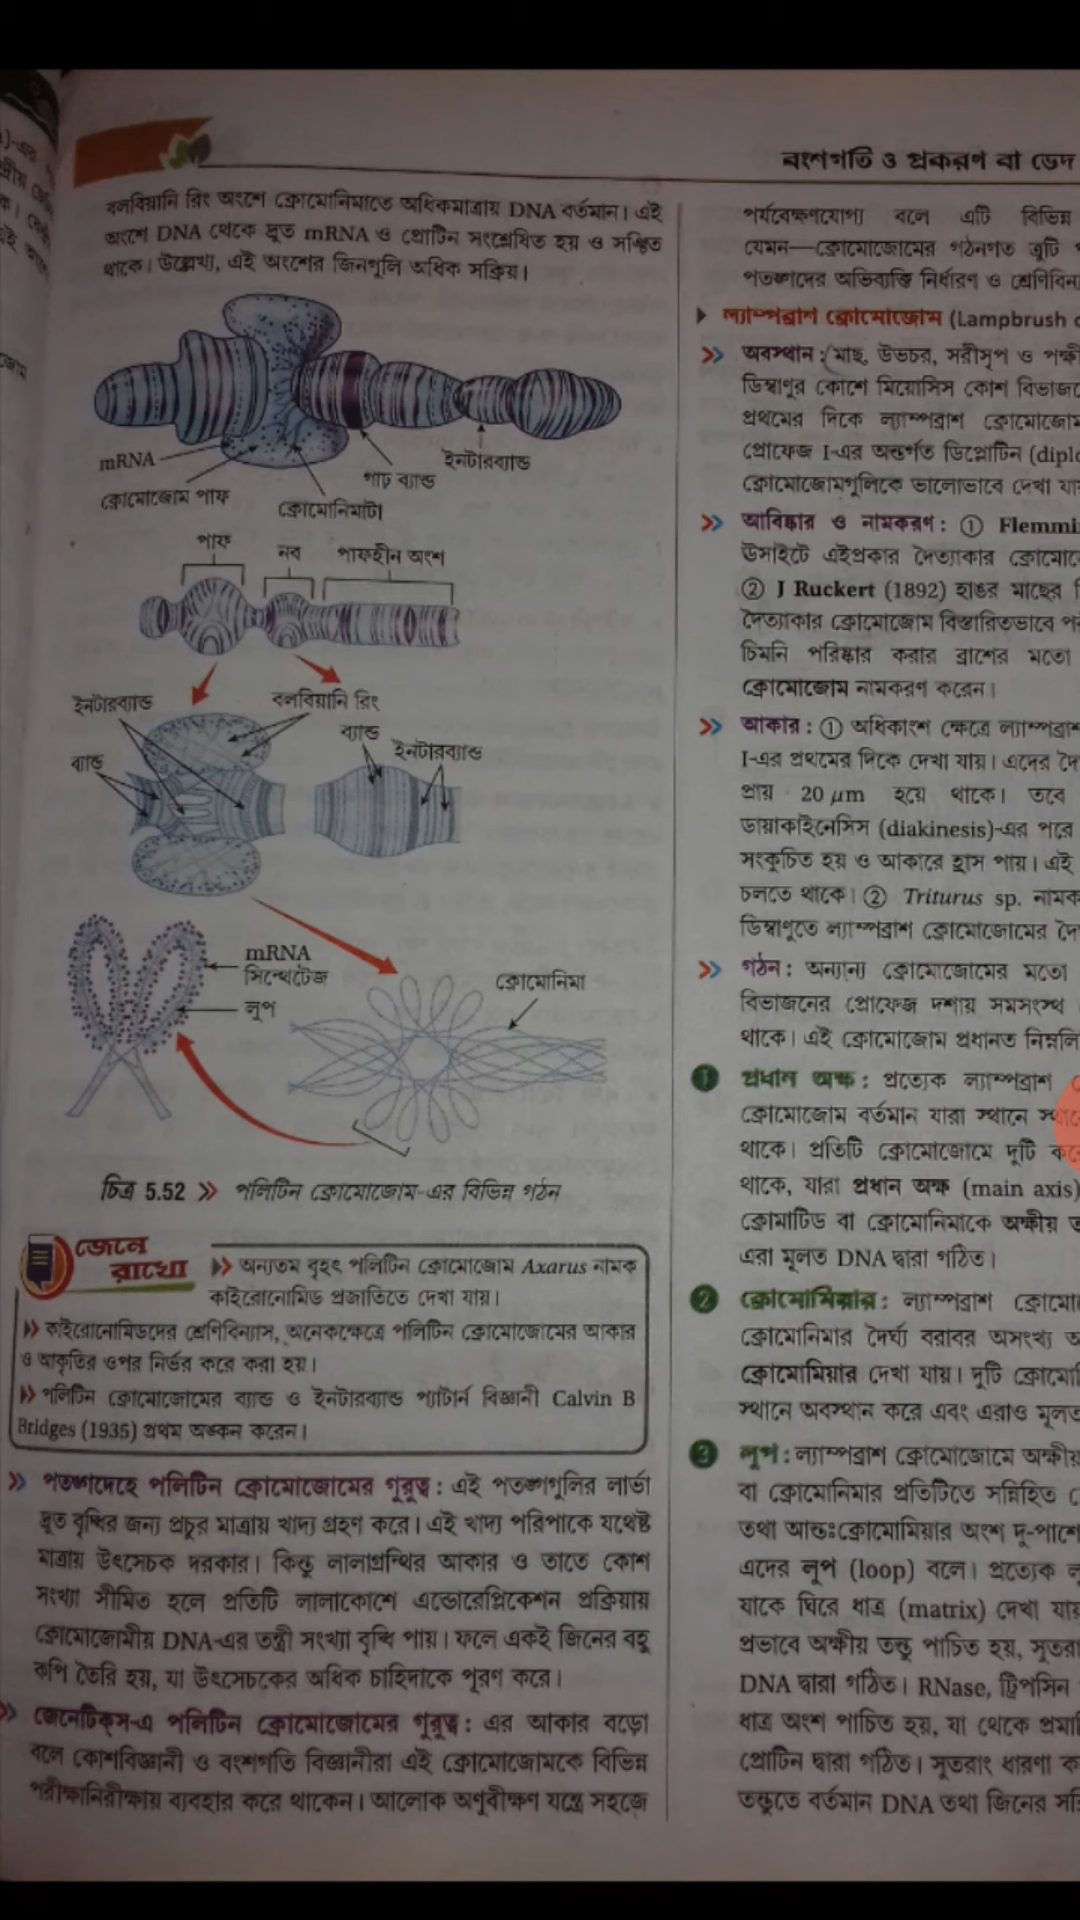 বংশগতি ও প্রকরণ বা ভেদ
বলবিয়ানি রিং অংশে ক্রোমোনিমাতে অধিকমাত্রায় DNA বর্তমান। এই
অংশে DNA থেকে দ্রুত mRNA ও প্রোটিন সংশ্লেষিত হয় ও সঞ্চিত
থাকে। উল্লেখ্য, এই অংশের জিনগুলি অধিক সক্রিয়।
mRNA
ক্রোমোজোম পাফ
ক্রোমোনিমাটা
গাঢ় ব্যান্ড
ইনটারব্যান্ড
পাফ
নব
পাফহীন অংশ
ইনটারব্যান্ড
বলবিয়ানি রিং
ব্যান্ড
ব্যান্ড
ইনটারব্যান্ড
mRNA
সিন্থেটেজ
লুপ
ক্রোমোনিমা
চিত্র 5.52 » পলিটিন ক্রোমোজোম-এর বিভিন্ন গঠন
জেনে
রাখো
» অন্যতম বৃহৎ পলিটিন ক্রোমোজোম Axarus নামক
কাইরোনোমিড প্রজাতিতে দেখা যায়।
» কাইরোনোমিডদের শ্রেণিবিন্যাস, অনেকক্ষেত্রে পলিটিন ক্রোমোজোমের আকার
ও আকৃতির ওপর নির্ভর করে করা হয়।
» পলিটিন ক্রোমোজোমের ব্যান্ড ও ইনটারব্যান্ড প্যাটার্ন বিজ্ঞানী Calvin B
Bridges (1935) প্রথম অঙ্কন করেন।
» পতঙ্গদেহে পলিটিন ক্রোমোজোমের গুরুত্ব : এই পতঙ্গগুলির লার্ভা
দ্রুত বৃদ্ধির জন্য প্রচুর মাত্রায় খাদ্য গ্রহণ করে। এই খাদ্য পরিপাকে যথেষ্ট
মাত্রায় উৎসেচক দরকার। কিন্তু লালাগ্রন্থির আকার ও তাতে কোশ
সংখ্যা সীমিত হলে প্রতিটি লালাকোশে এন্ডোরেপ্লিকেশন প্রক্রিয়ায়
ক্রোমোজোমীয় DNA-এর তন্ত্রী সংখ্যা বৃদ্ধি পায়। ফলে একই জিনের বহু
কপি তৈরি হয়, যা উৎসেচকের অধিক চাহিদাকে পূরণ করে।
» জেনেটিক্স-এ পলিটিন ক্রোমোজোমের গুরুত্ব : এর আকার বড়ো
বলে কোশবিজ্ঞানী ও বংশগতি বিজ্ঞানীরা এই ক্রোমোজোমকে বিভিন্ন
পরীক্ষানিরীক্ষায় ব্যবহার করে থাকেন। আলোক অণুবীক্ষণ যন্ত্রে সহজে
পর্যবেক্ষণযোগ্য বলে এটি বিভিন্ন
যেমন—ক্রোমোজোমের গঠনগত ত্রুটি
পতঙ্গদের অভিব্যক্তি নির্ধারণ ও শ্রেণিবিন্যা
ল্যাম্পব্রাশ ক্রোমোজোম (Lampbrush
» অবস্থান : মাছ, উভচর, সরীসৃপ ও পক্ষী
ডিম্বাণুর কোশে মিয়োসিস কোশ বিভাজ
প্রথমের দিকে ল্যাম্পব্রাশ ক্রোমোজোম
প্রোফেজ I-এর অন্তর্গত ডিপ্লোটিন (diplo
ক্রোমোজোমগুলিকে ভালোভাবে দেখা যা
» আবিষ্কার ও নামকরণ : ① Flemmi
উসাইটে এইপ্রকার দৈত্যাকার ক্রোমো
② J Ruckert (1892) হাঙর মাছের
দৈত্যাকার ক্রোমোজোম বিস্তারিতভাবে
চিমনি পরিষ্কার করার ব্রাশের মতো
ক্রোমোজোম নামকরণ করেন।
» আকার : ① অধিকাংশ ক্ষেত্রে ল্যাম্পব্রা
I-এর প্রথমের দিকে দেখা যায়। এদের দৈ
প্রায় 20 μm হয়ে থাকে। তবে
ডায়াকাইনেসিস (diakinesis)-এর পরে
সংকুচিত হয় ও আকারে হ্রাস পায়। এই
চলতে থাকে। ② Triturus sp. নামক
ডিম্বাণুতে ল্যাম্পব্রাশ ক্রোমোজোমের দৈ
» গঠন : অন্যান্য ক্রোমোজোমের মতো
বিভাজনের প্রোফেজ দশায় সমসংস্থ
থাকে। এই ক্রোমোজোম প্রধানত নিম্নলি
1 প্রধান অক্ষ : প্রত্যেক ল্যাম্পব্রাশ
ক্রোমোজোম বর্তমান যারা স্থানে
থাকে। প্রতিটি ক্রোমোজোমে দুটি
থাকে, যারা প্রধান অক্ষ (main axis)
ক্রোমাটিড বা ক্রোমোনিমাকে অক্ষীয়
এরা মূলত DNA দ্বারা গঠিত।
2 ক্রোমোমিয়ার : ল্যাম্পব্রাশ ক্রোমো
ক্রোমোনিমার দৈর্ঘ্য বরাবর অসংখ্য
ক্রোমোমিয়ার দেখা যায়। দুটি ক্রোমো
স্থানে অবস্থান করে এবং এরাও মূলত
3 লুপ : ল্যাম্পব্রাশ ক্রোমোজোমে অক্ষীয়
বা ক্রোমোনিমার প্রতিটিতে সন্নিহিত
তথা আন্তঃক্রোমোমিয়ার অংশ দু-পাশে
এদের লুপ (loop) বলে। প্রত্যেক
যাকে ঘিরে ধাত্র (matrix) দেখা যায়
প্রভাবে অক্ষীয় তন্তু পাচিত হয়, সুতরা
DNA দ্বারা গঠিত। RNase, ট্রিপসিন
ধাত্র অংশ পাচিত হয়, যা থেকে প্রমা
প্রোটিন দ্বারা গঠিত। সুতরাং ধারণা
তন্তুতে বর্তমান DNA তথা জিনের